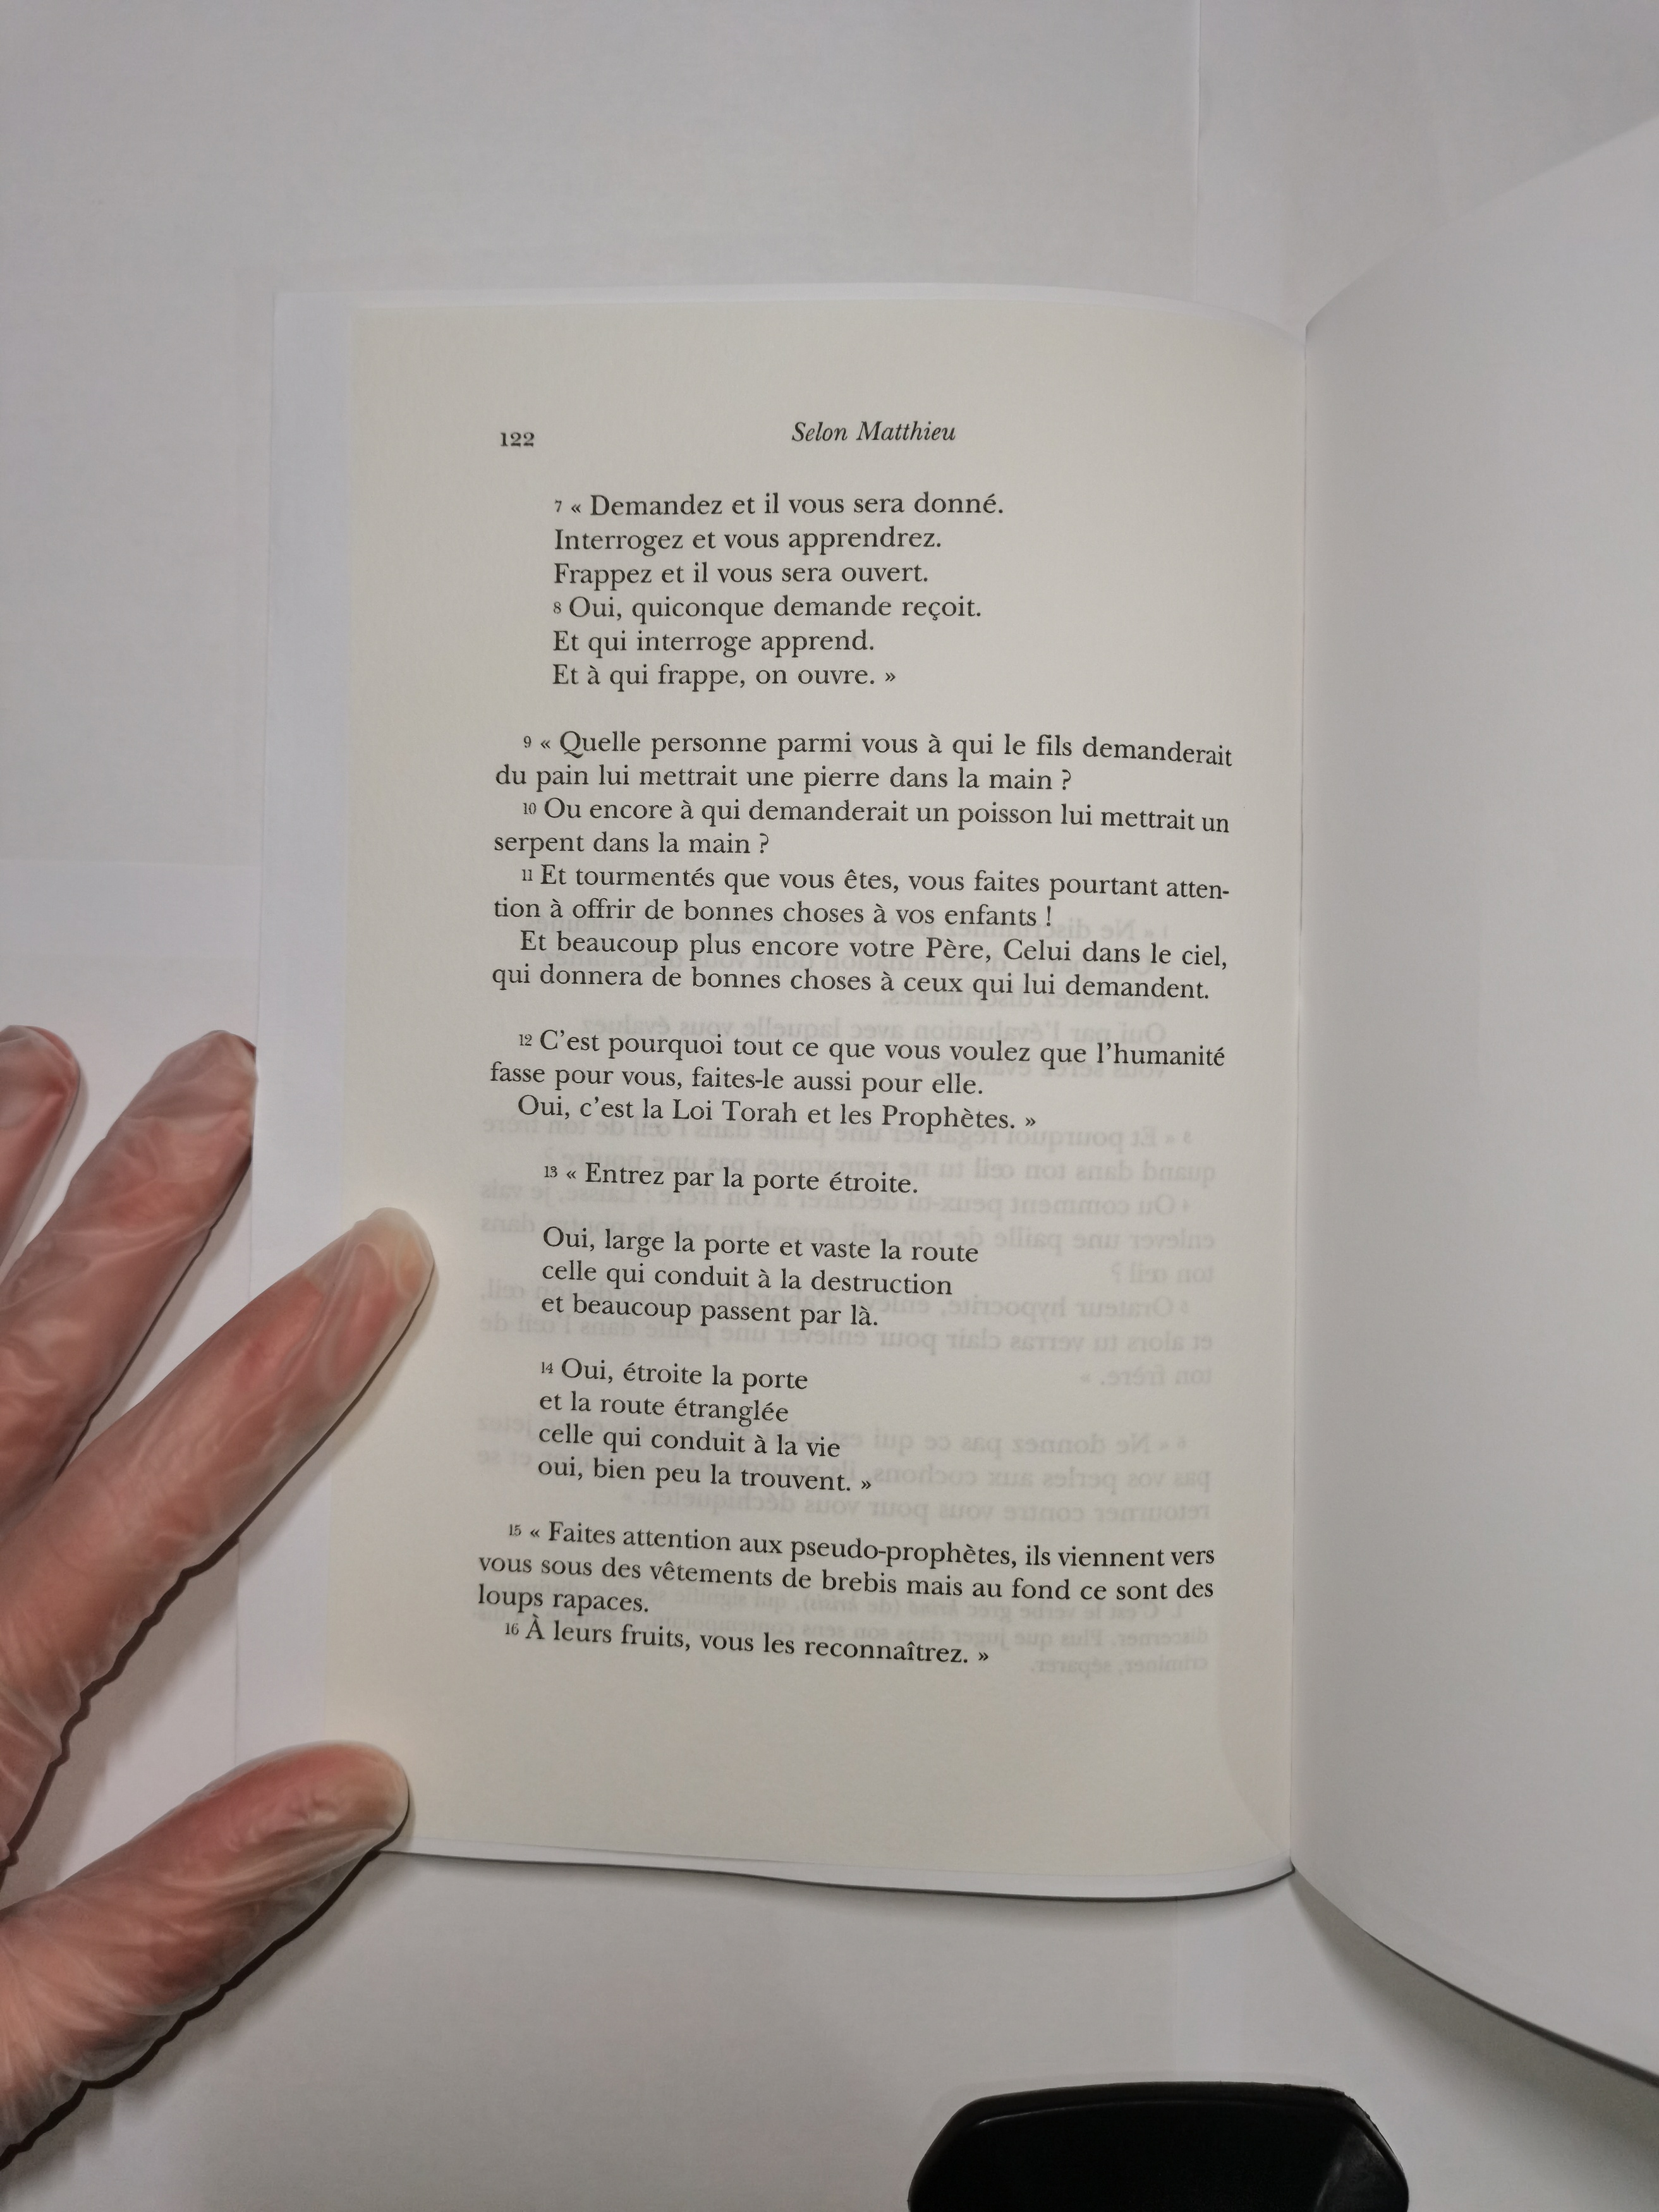 122
Selon Matthieu
7 « Demandez et il vous sera donné.
Interrogez et vous apprendrez.
Frappez et il vous sera ouvert.
8 Oui, quiconque demande reçoit.
Et qui interroge apprend.
Et à qui frappe, on ouvre. »
9 « Quelle personne parmi vous à qui le fils demanderait
du pain lui mettrait une pierre dans la main ?
10 Ou encore à qui demanderait un poisson lui mettrait un
serpent dans la main ?
11 Et tourmentés que vous êtes, vous faites pourtant atten-
tion à offrir de bonnes choses à vos enfants !
Et beaucoup plus encore votre Père, Celui dans le ciel,
qui donnera de bonnes choses à ceux qui lui demandent.
12 C’est pourquoi tout ce que vous voulez que l’humanité
fasse pour vous, faites-le aussi pour elle.
Oui, c’est la Loi Torah et les Prophètes. »
13 « Entrez par la porte étroite.
Oui, large la porte et vaste la route
celle qui conduit à la destruction
et beaucoup passent par là.
14 Oui, étroite la porte
et la route étranglée
celle qui conduit à la vie
oui, bien peu la trouvent. »
15 « Faites attention aux pseudo-prophètes, ils viennent vers
vous sous des vêtements de brebis mais au fond ce sont des
loups rapaces.
16 À leurs fruits, vous les reconnaîtrez. »